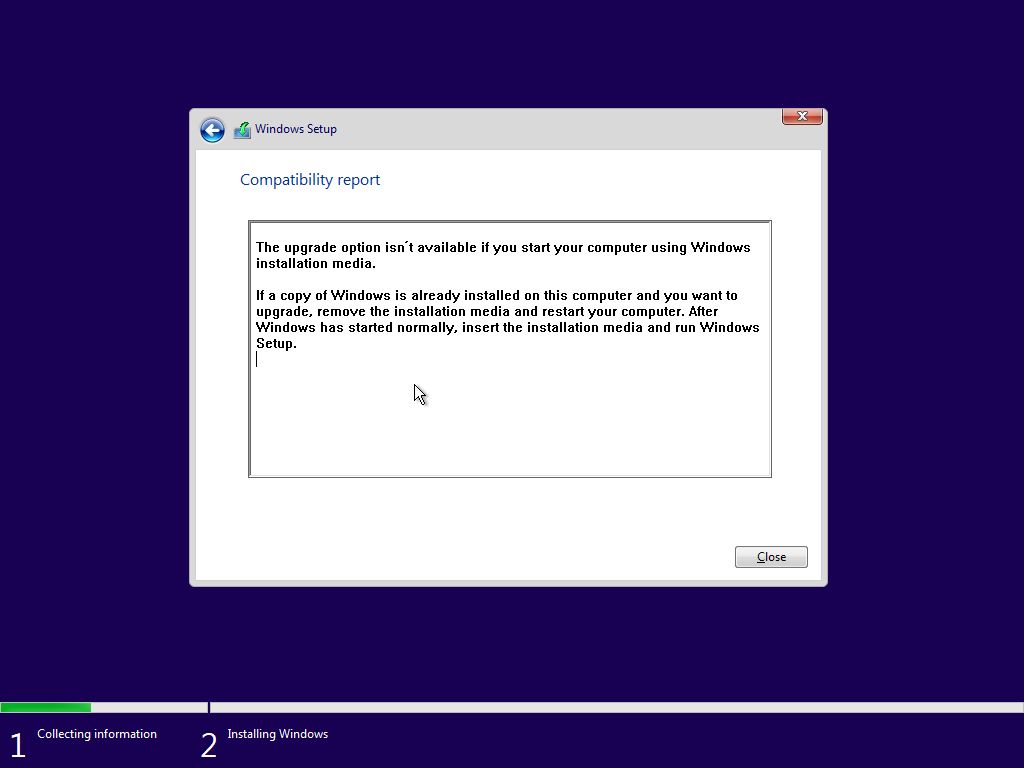 Windows Setup
Compatibility report
The upgrade option isn't available if you start your computer using Windows
installation media.
If a copy of Windows is already installed on this computer and you want to
upgrade, remove the installation media and restart your computer. After
Windows has started normally, insert the installation media and run Windows
Setup.
Close
1 Collecting information
2 Installing Windows